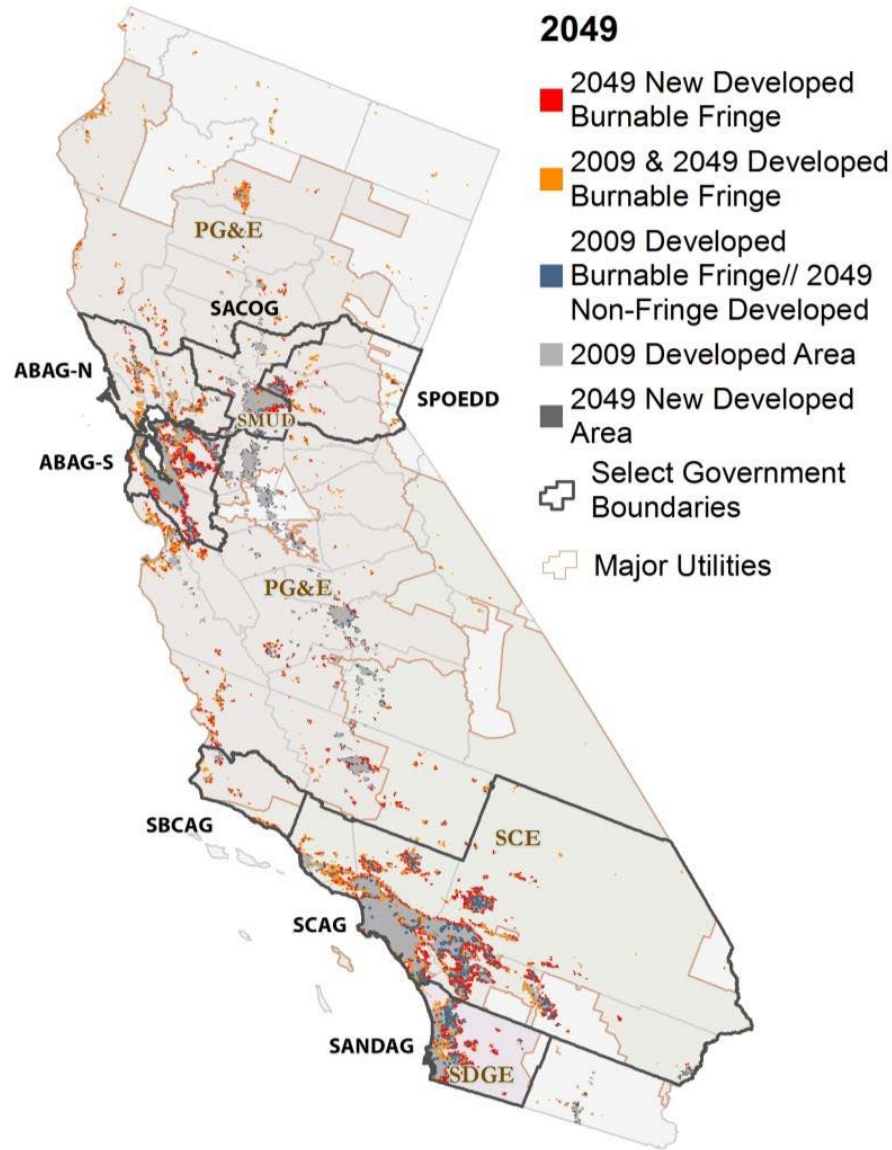 2049
2049 New Developed
Burnable Fringe
2009 & 2049 Developed
Burnable Fringe
2009 Developed
Burnable Fringe// 2049
Non-Fringe Developed
2009 Developed Area
2049 New Developed
Area
Select Government
Boundaries
Major Utilities
PG&E
SACOG
ABAG-N
SPOEDD
SMUD
ABAG-S
PG&E
SBCAG
SCE
SCAG
SANDAG
SDGE